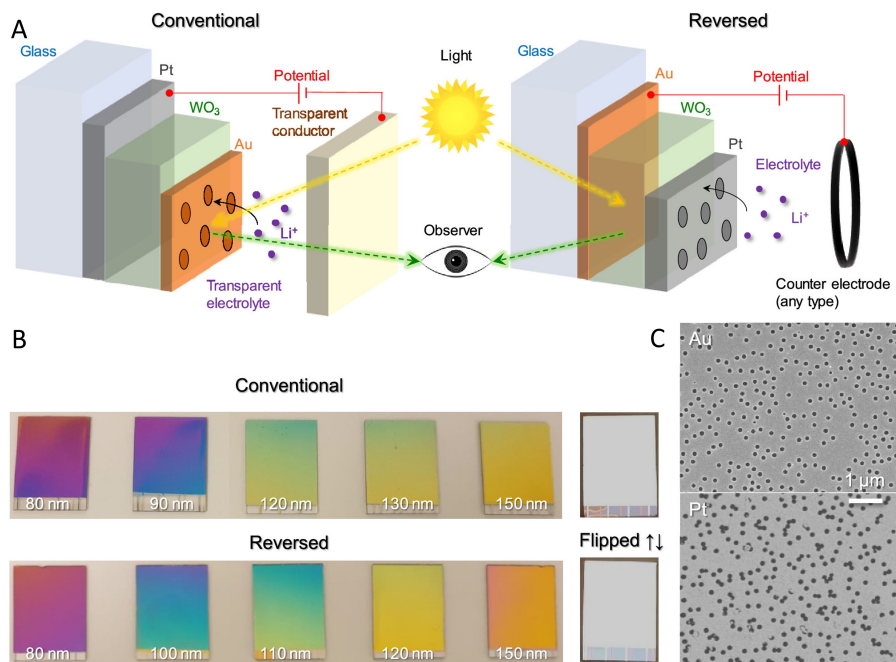 A
Conventional
Reversed
Glass
Pt
WO₃
Au
Potential
Transparent
conductor
Light
Li⁺
Transparent
electrolyte
Observer
Glass
Au
WO₃
Pt
Potential
Electrolyte
Li⁺
Counter electrode
(any type)
B
Conventional
80 nm
90 nm
120 nm
130 nm
150 nm
Reversed
Flipped ↑↓
80 nm
100 nm
110 nm
120 nm
150 nm
C
Au
1 µm
Pt